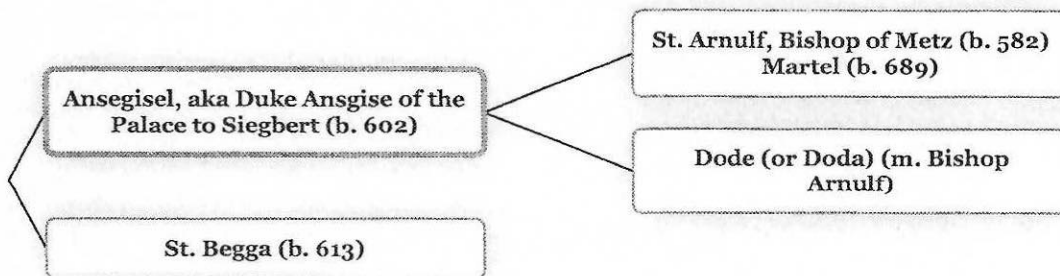 St. Arnulf, Bishop of Metz (b. 582)
Martel (b. 689)
Ansegisel, aka Duke Ansgise of the
Palace to Siegbert (b. 602)
Dode (or Doda) (m. Bishop
Arnulf)
St. Begga (b. 613)